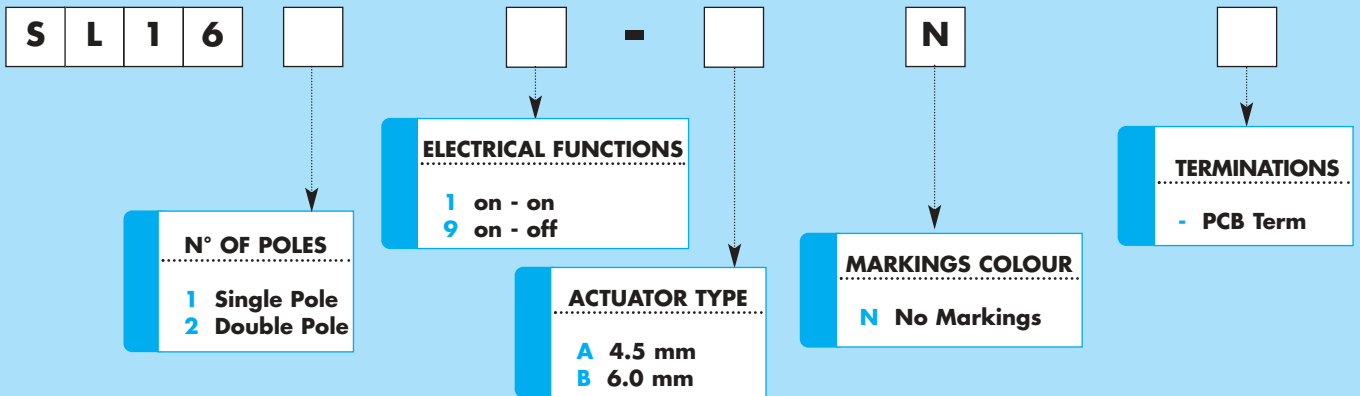 S L 1 6 - N
ELECTRICAL FUNCTIONS
1 on - on
9 on - off
TERMINATIONS
- PCB Term
N° OF POLES
1 Single Pole
2 Double Pole
MARKINGS COLOUR
N No Markings
ACTUATOR TYPE
A 4.5 mm
B 6.0 mm